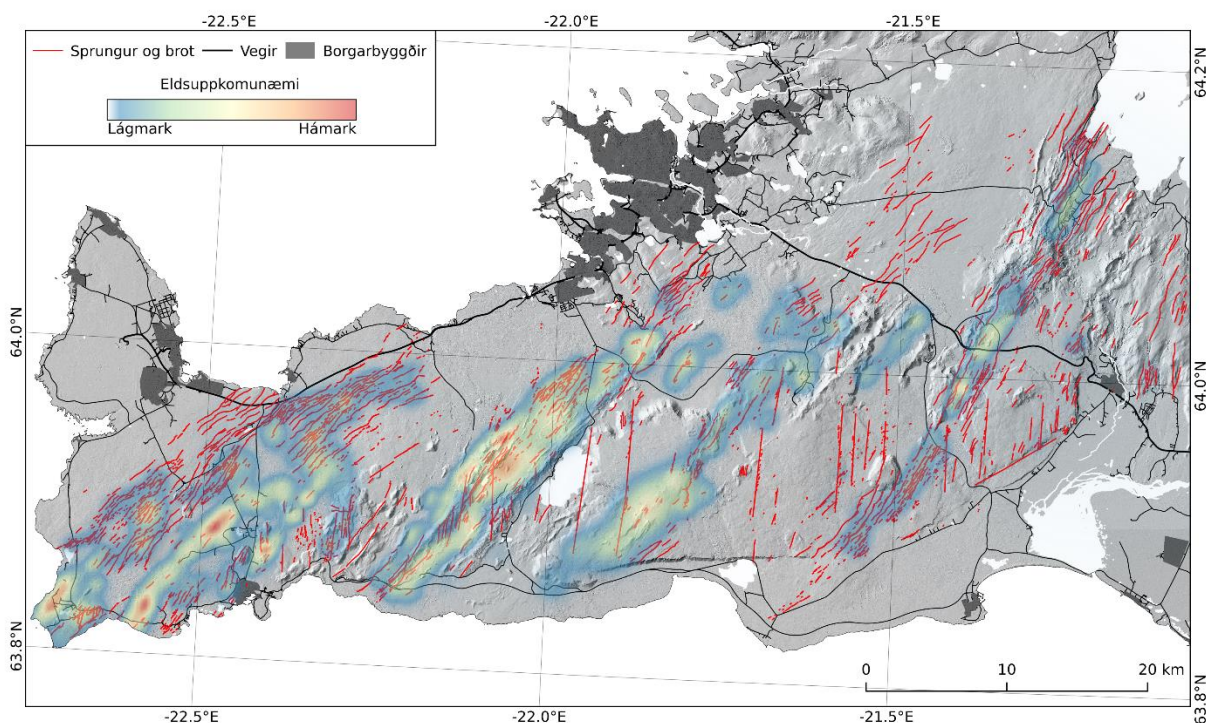 -22.5°E
-22.0°E
-21.5°E
Sprungur og brot
Vegir
Borgarbyggðir
Eldsuppkomunæmi
Lágmark
Hámark
64.2°N
64.0°N
64.0°N
63.8°N
63.8°N
0
10
20 km
-22.5°E
-22.0°E
-21.5°E